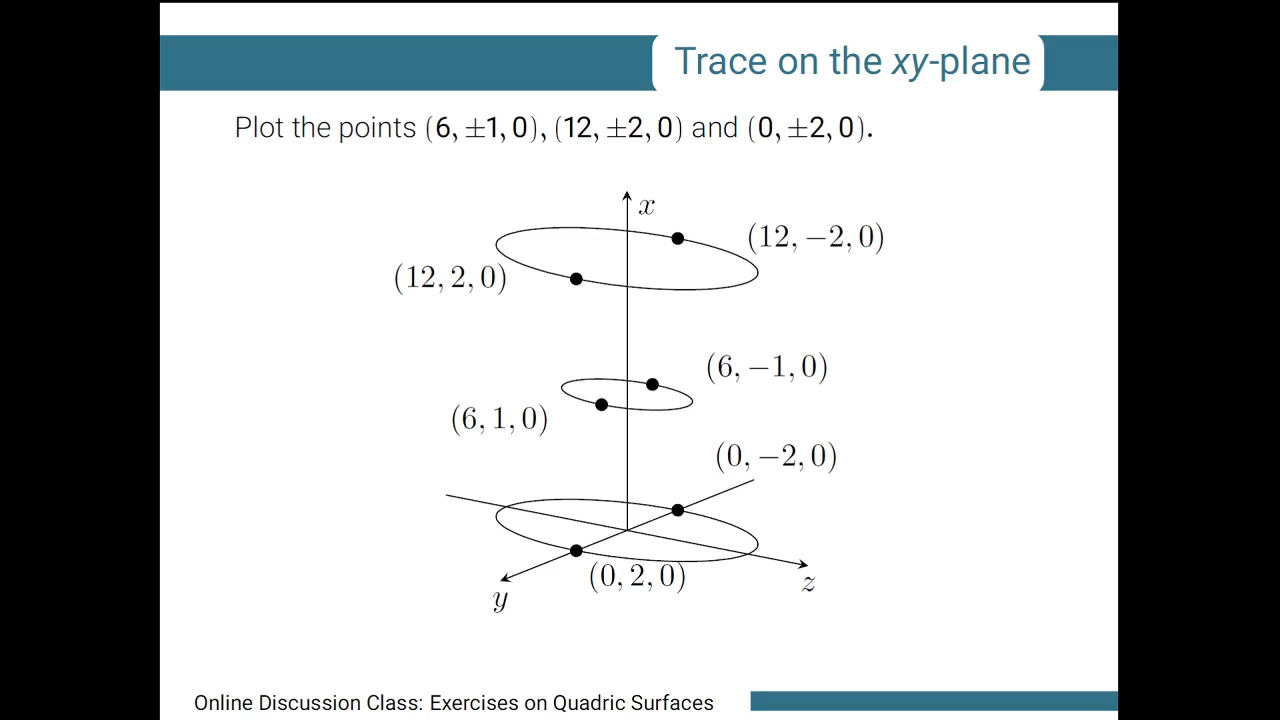 Trace on the xy-plane
Plot the points (6, ±1, 0), (12, ±2, 0) and (0, ±2, 0).
x
(12, −2, 0)
(12, 2, 0)
(6, −1, 0)
(6, 1, 0)
(0, −2, 0)
(0, 2, 0)
y
z
Online Discussion Class: Exercises on Quadric Surfaces